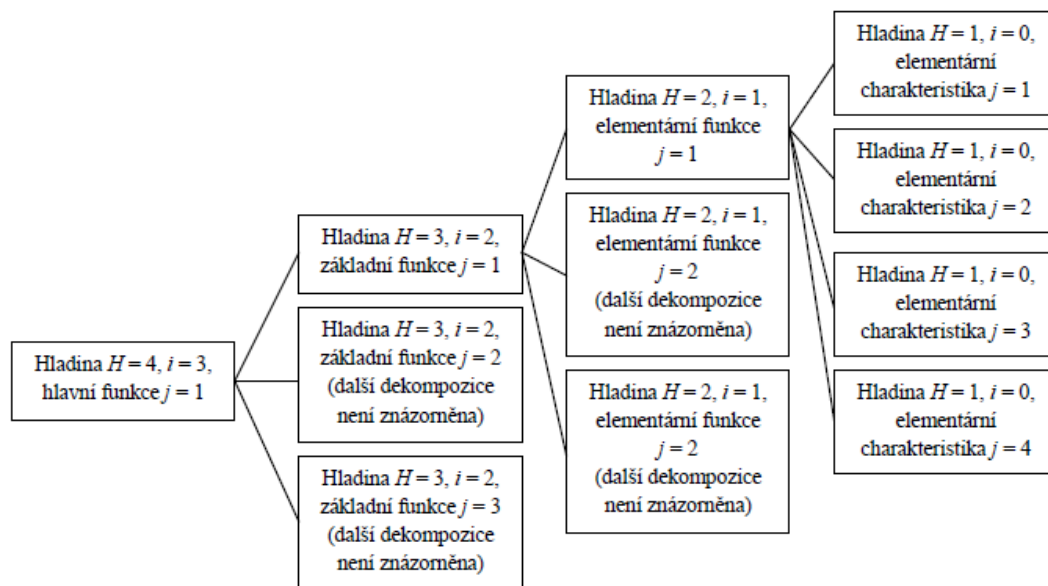 Hladina H = 4, i = 3,
hlavní funkce j = 1
Hladina H = 3, i = 2,
základní funkce j = 1
Hladina H = 3, i = 2,
základní funkce j = 2
(další dekompozice
není znázorněna)
Hladina H = 3, i = 2,
základní funkce j = 3
(další dekompozice
není znázorněna)
Hladina H = 2, i = 1,
elementární funkce
j = 1
Hladina H = 2, i = 1,
elementární funkce
j = 2
(další dekompozice
není znázorněna)
Hladina H = 2, i = 1,
elementární funkce
j = 2
(další dekompozice
není znázorněna)
Hladina H = 1, i = 0,
elementární
charakteristika j = 1
Hladina H = 1, i = 0,
elementární
charakteristika j = 2
Hladina H = 1, i = 0,
elementární
charakteristika j = 3
Hladina H = 1, i = 0,
elementární
charakteristika j = 4